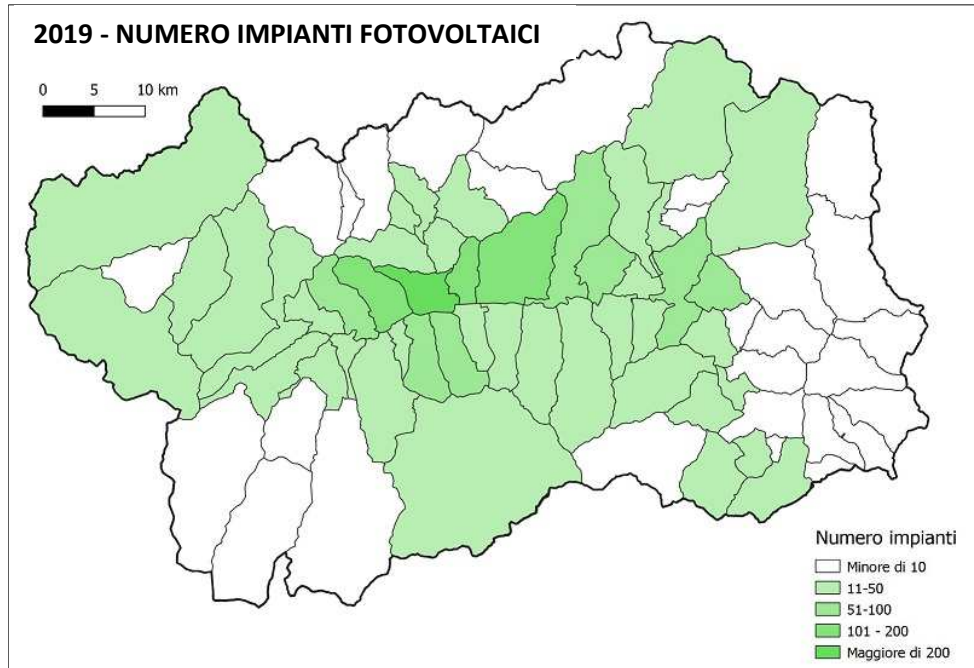 2019 - NUMERO IMPIANTI FOTOVOLTAICI
0 5 10 km
Numero impianti
Minore di 10
11-50
51-100
101 - 200
Maggiore di 200